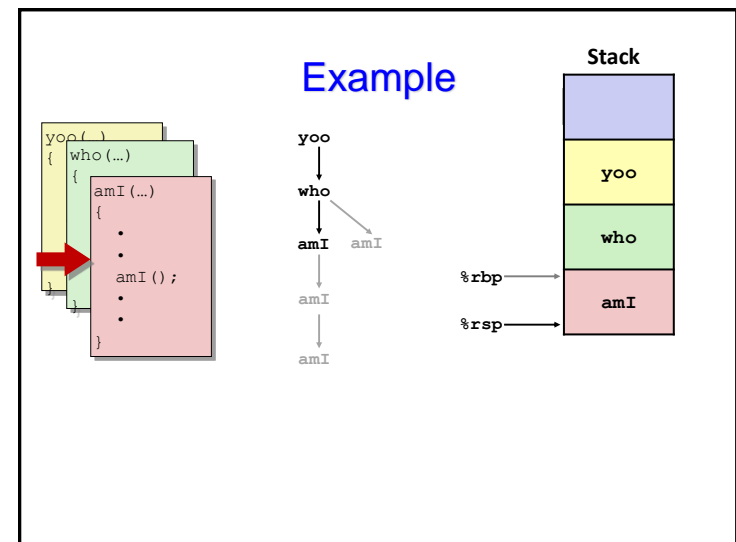 Example
Stack
yoo(…)
{
}
who(…)
{
}
amI(…)
{
•
•
amI();
•
•
}
yoo
who
amI amI
amI
amI
yoo
who
amI
%rbp
%rsp